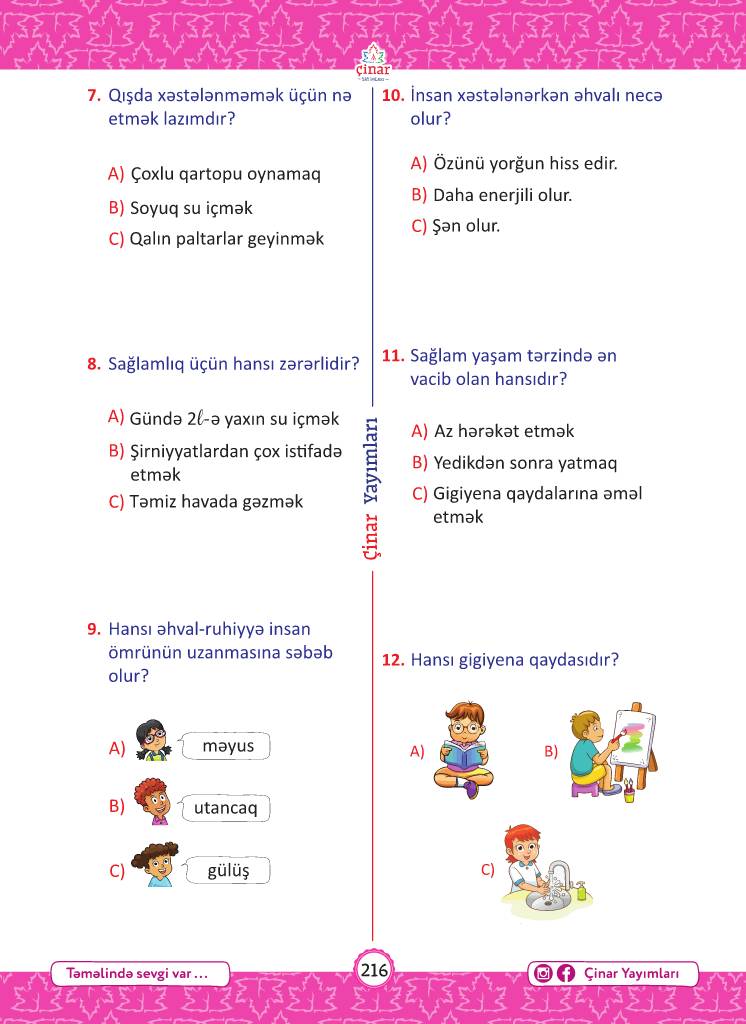 çinar
7. Qışda xəstələnməmək üçün nə
etmək lazımdır?
A) Çoxlu qartopu oynamaq
B) Soyuq su içmək
C) Qalın paltarlar geyinmək
8. Sağlamlıq üçün hansı zərərlidir?
A) Gündə 2ℓ-ə yaxın su içmək
B) Şirniyyatlardan çox istifadə
etmək
C) Təmiz havada gəzmək
9. Hansı əhval-ruhiyyə insan
ömrünün uzanmasına səbəb
olur?
A) məyus
B) utancaq
C) gülüş
Çinar Yayımları
10. İnsan xəstələnərkən əhvalı necə
olur?
A) Özünü yorğun hiss edir.
B) Daha enerjili olur.
C) Şən olur.
11. Sağlam yaşam tərzində ən
vacib olan hansıdır?
A) Az hərəkət etmək
B) Yedikdən sonra yatmaq
C) Gigiyena qaydalarına əməl
etmək
12. Hansı gigiyena qaydasıdır?
A)
B)
C)
Təməlində sevgi var ...
216
Çinar Yayımları